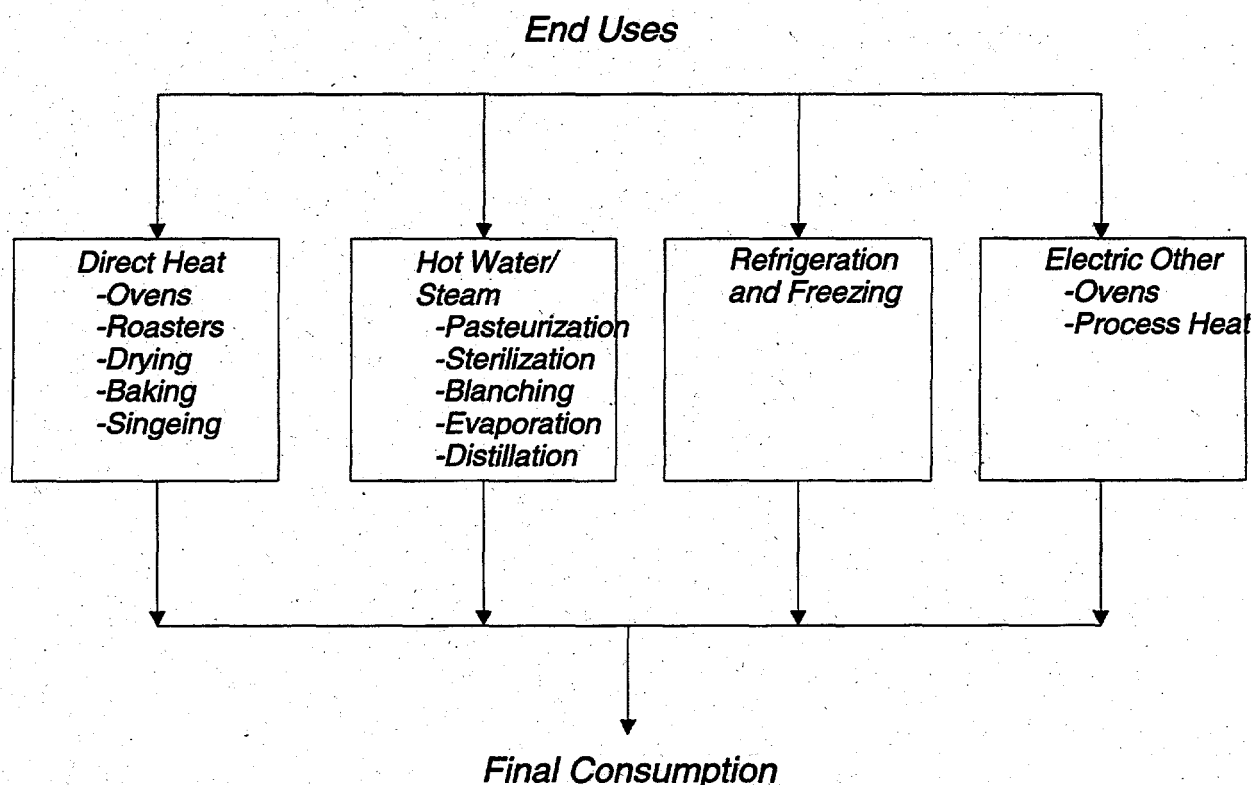 End Uses
Direct Heat
-Ovens
-Roasters
-Drying
-Baking
-Singeing
Hot Water/
Steam
-Pasteurization
-Sterilization
-Blanching
-Evaporation
-Distillation
Refrigeration
and Freezing
Electric Other
-Ovens
-Process Heat
Final Consumption